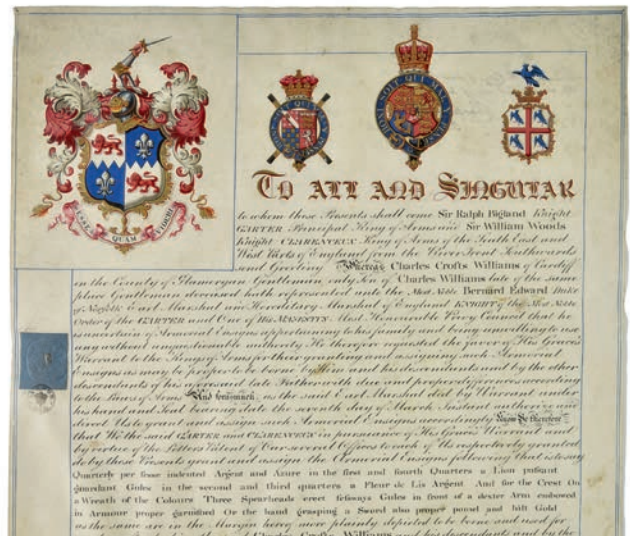 ESSE QUAM VIDERI
HONI SOIT QUI MAL Y PENSE
TO ALL AND SINGULAR
to whom these Presents shall come Sir Ralph Bigland Knight
GARTER Principal King of Arms and Sir William Woods
Knight CLARENCEUX King of Arms of the South East and
West Parts of England from the River Trent Southwards
send Greeting Whereas Charles Crofts Williams of Cardiff
in the County of Glamorgan Gentleman, only Son of Charles Williams late of the same
place Gentleman deceased hath represented unto the Most Noble Bernard Edward Duke
of Norfolk Earl Marshal and Hereditary Marshal of England KNIGHT of the Most Noble
Order of the GARTER and One of His MAJESTY'S Most Honourable Privy Council that he
is uncertain of Armorial Ensigns appertaining to his family and being unwilling to use
any without unquestionable authority He therefore requested the favor of His Grace's
Warrant to the Kings of Arms for their granting and assigning such Armorial
Ensigns as may be proper to be borne by Him and his descendants and by the other
descendants of his aforesaid late Father with due and proper differences according
to the Laws of Arms And forasmuch as the said Earl Marshal did by Warrant under
his hand and Seal bearing date the seventh day of March Instant authorize and
direct Us to grant and assign such Armorial Ensigns accordingly Know Ye therefore
that We the said GARTER and CLARENCEUX in pursuance of His Grace's Warrant and
by virtue of the Letters Patent of Our several Offices to each of Us respectively granted
do by these Presents grant and assign the Armorial Ensigns following that is to say
Quarterly per fesse indented Argent and Azure in the first and fourth Quarters a Lion passant
guardant Gules in the second and third quarters a Fleur de Lis Argent And for the Crest On
a Wreath of the Colours Three Spearheads erect fessways Gules in front of a dexter Arm embowed
in Armour proper garnished Or the hand grasping a Sword also proper pomel and hilt Gold
as the same are in the Margin hereof more plainly depicted to be borne and used for
Charles Crofts Williams and his descendants and by the